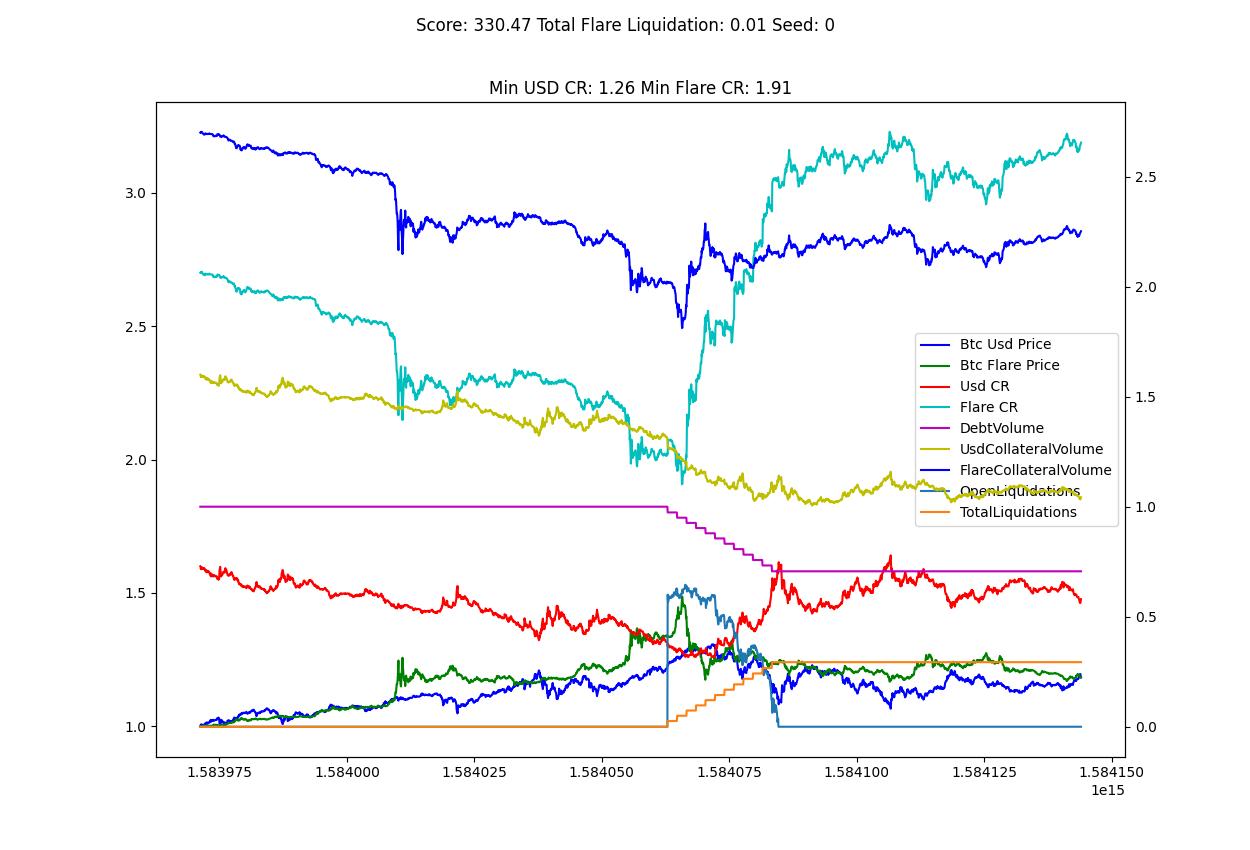 Score: 330.47 Total Flare Liquidation: 0.01 Seed: 0
Min USD CR: 1.26 Min Flare CR: 1.91
3.0
2.5
2.0
1.5
1.0
2.5
2.0
1.5
1.0
0.5
0.0
Btc Usd Price
Btc Flare Price
Usd CR
Flare CR
DebtVolume
UsdCollateralVolume
FlareCollateralVolume
OpenLiquidations
TotalLiquidations
1.583975 1.584000 1.584025 1.584050 1.584075 1.584100 1.584125 1.584150
1e15